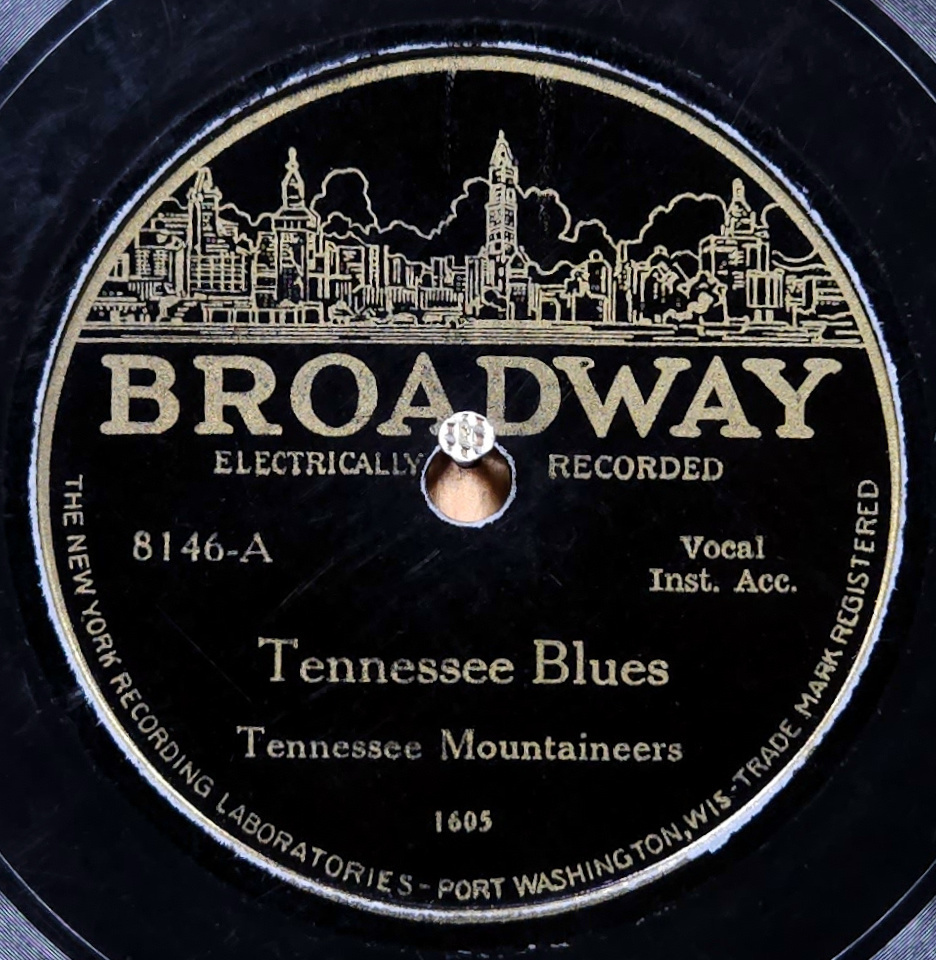 BROADWAY
ELECTRICALLY RECORDED
8146-A
Vocal
Inst. Acc.
Tennessee Blues
Tennessee Mountaineers
1605
THE NEW YORK RECORDING LABORATORIES - PORT WASHINGTON, WIS - TRADE MARK REGISTERED